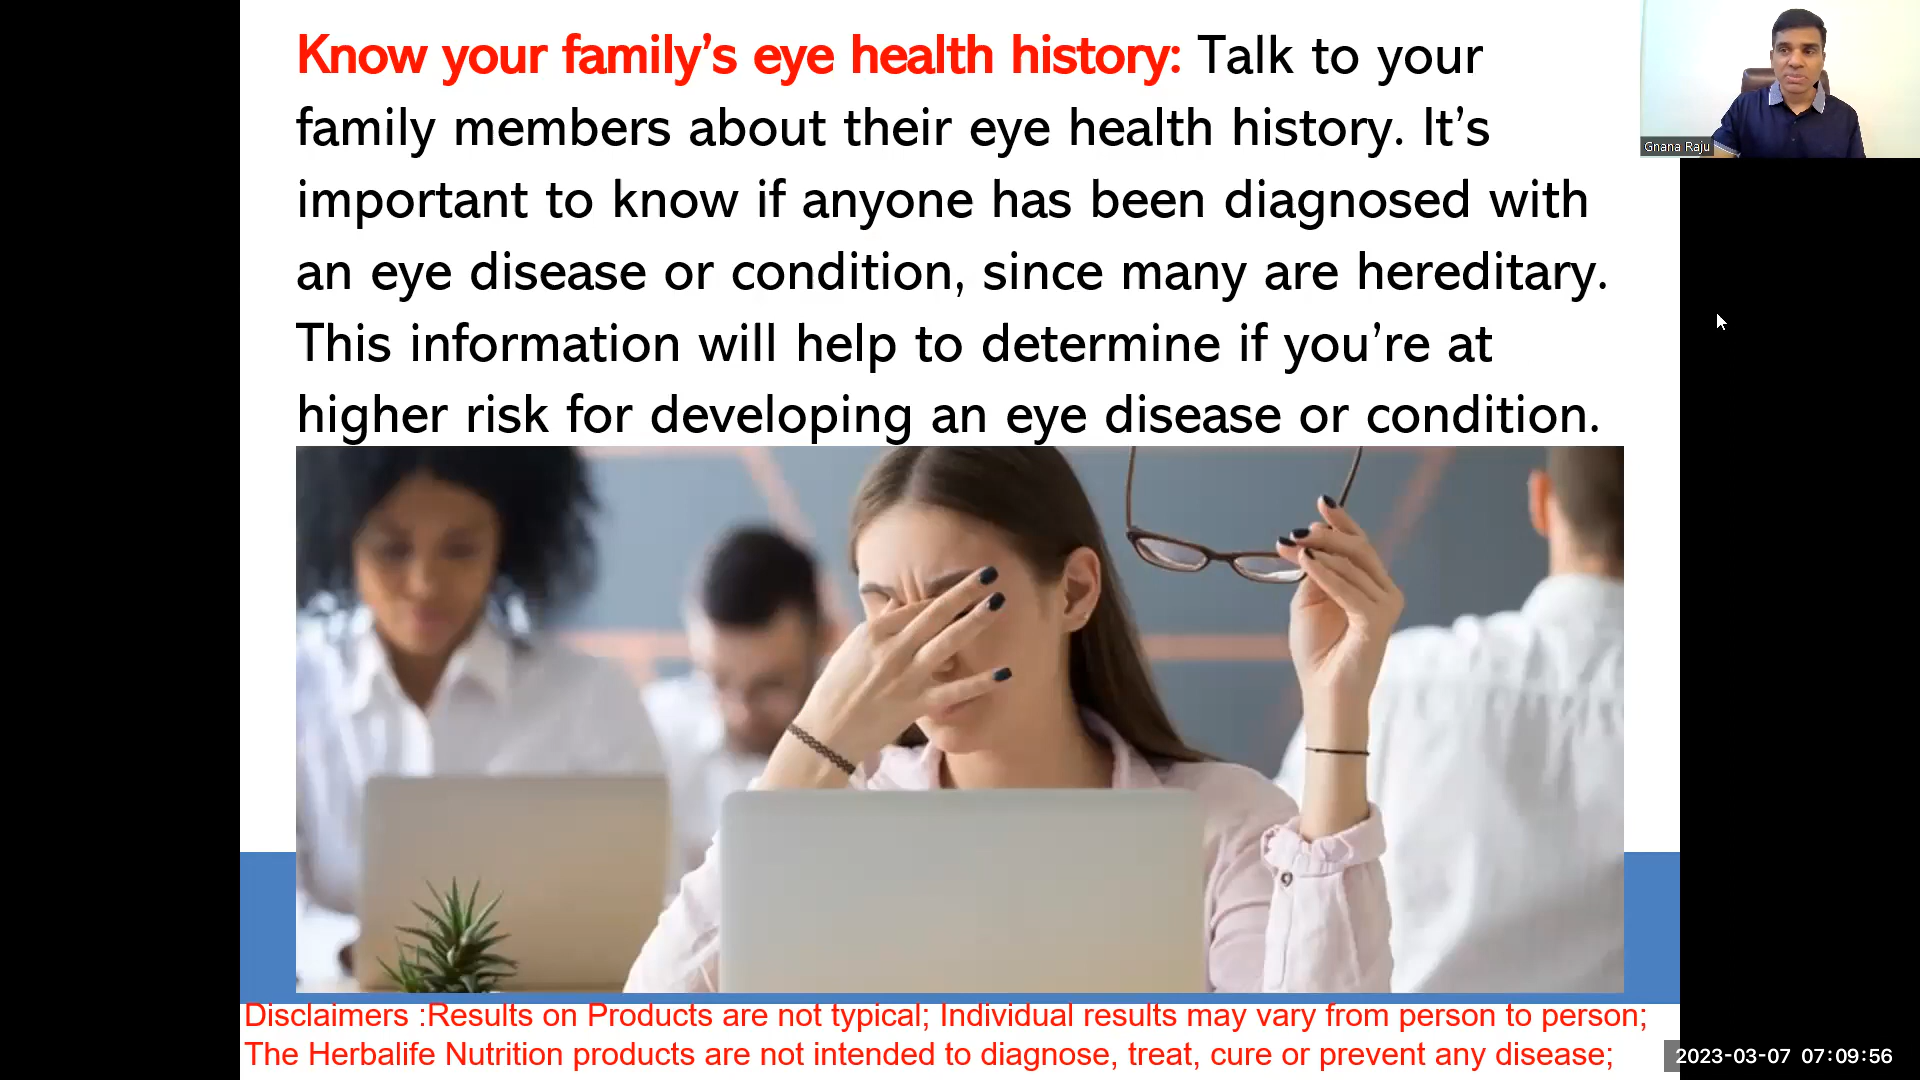 Know your family’s eye health history: Talk to your
family members about their eye health history. It’s
important to know if anyone has been diagnosed with
an eye disease or condition, since many are hereditary.
This information will help to determine if you’re at
higher risk for developing an eye disease or condition.
Gnana Raju
Disclaimers :Results on Products are not typical; Individual results may vary from person to person;
The Herbalife Nutrition products are not intended to diagnose, treat, cure or prevent any disease;
2023-03-07 07:09:56